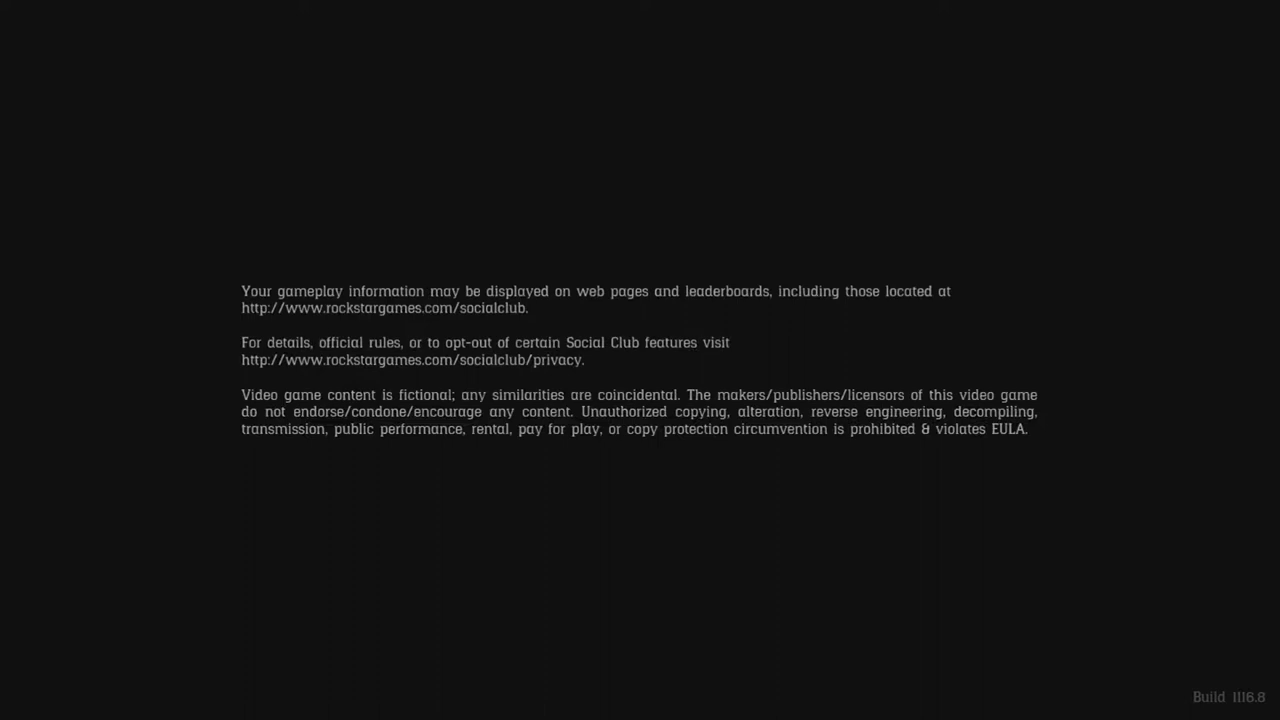 Your gameplay information may be displayed on web pages and leaderboards, including those located at
http://www.rockstargames.com/socialclub.
For details, official rules, or to opt-out of certain Social Club features visit
http://www.rockstargames.com/socialclub/privacy.
Video game content is fictional; any similarities are coincidental. The makers/publishers/licensors of this video game
do not endorse/condone/encourage any content. Unauthorized copying, alteration, reverse engineering, decompiling,
transmission, public performance, rental, pay for play, or copy protection circumvention is prohibited & violates EULA.
Build 1116.8